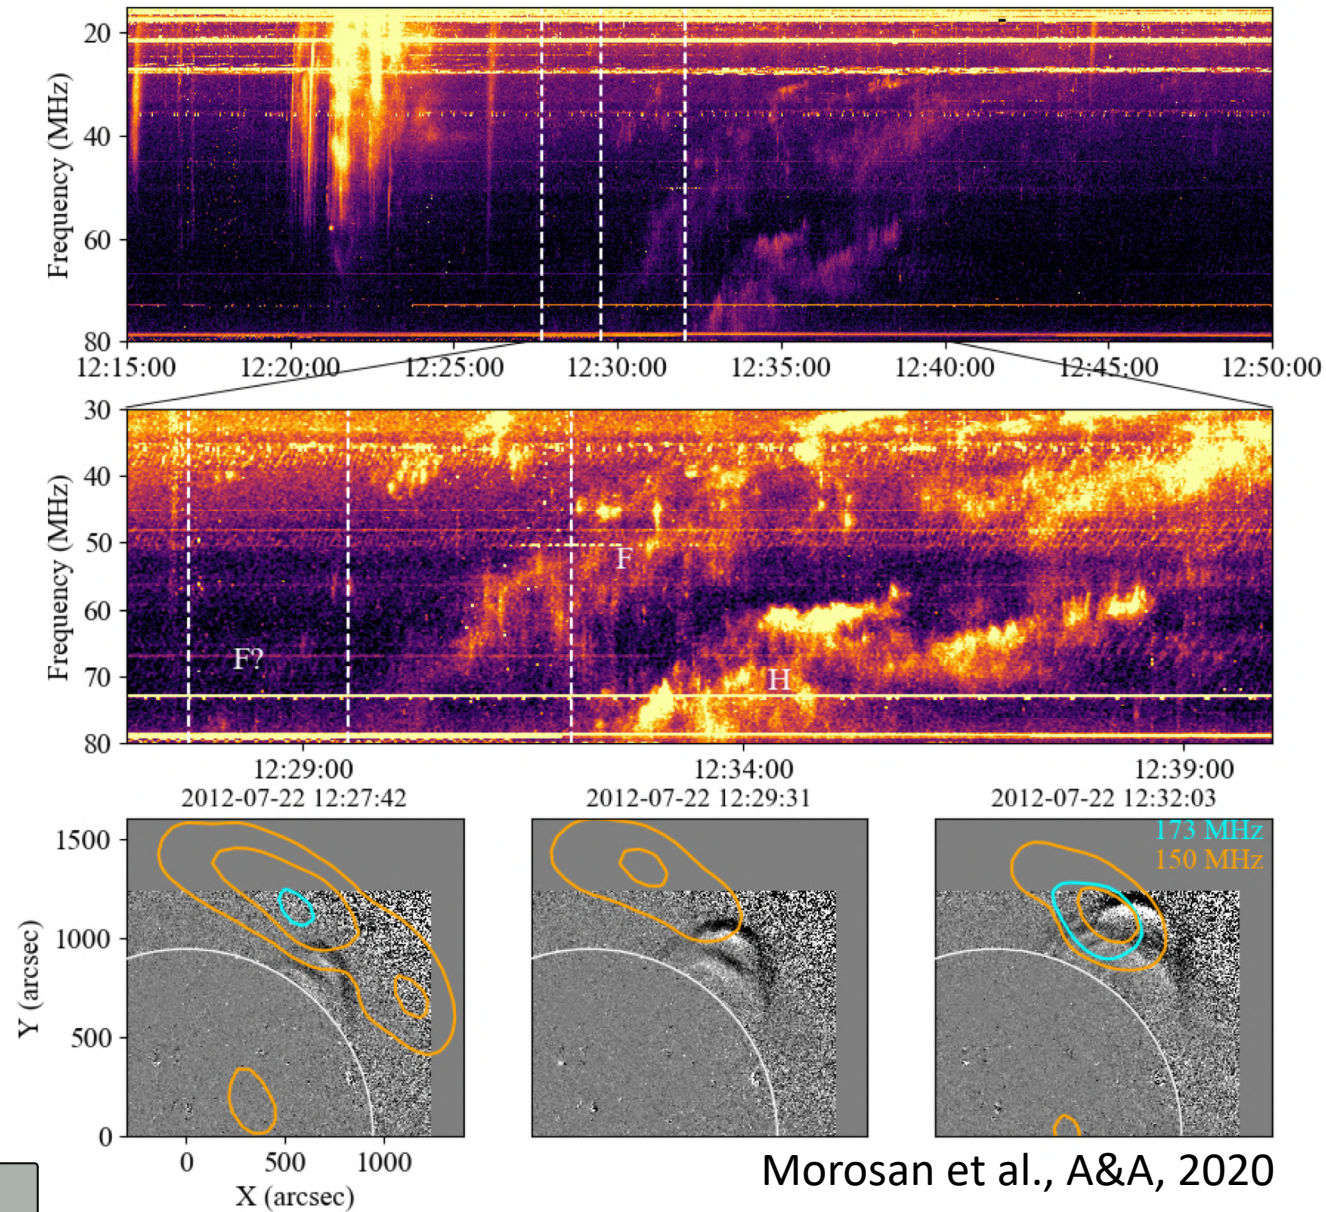 20
40
60
80
Frequency (MHz)
12:15:00 12:20:00 12:25:00 12:30:00 12:35:00 12:40:00 12:45:00 12:50:00
30
40
50
60
70
80
Frequency (MHz)
F
F?
H
12:29:00 12:34:00 12:39:00
2012-07-22 12:27:42 2012-07-22 12:29:31 2012-07-22 12:32:03
173 MHz
150 MHz
1500
1000
500
0
Y (arcsec)
0 500 1000
X (arcsec)
Morosan et al., A&A, 2020